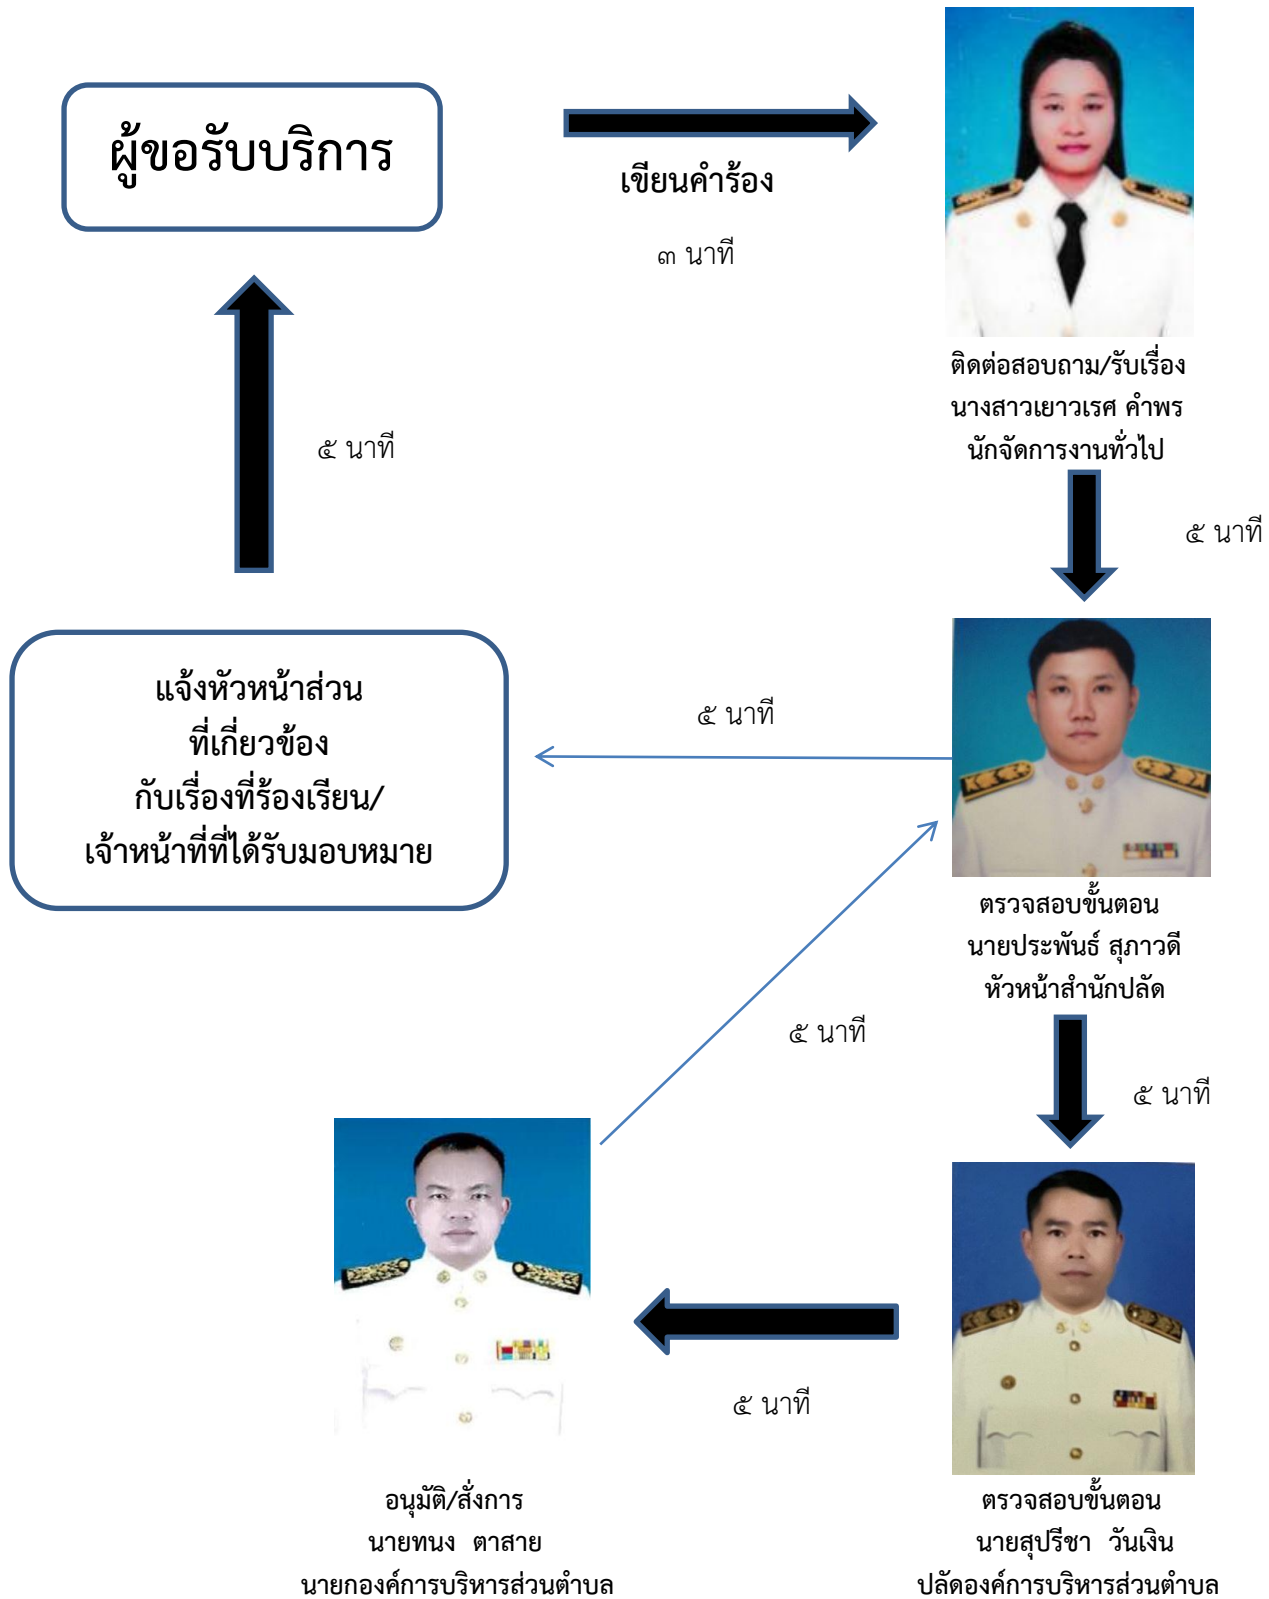 ผู้ขอรับบริการ
เขียนคำร้อง
๓ นาที
ติดต่อสอบถาม/รับเรื่อง
นางสาวเยาวเรศ คำพร
นักจัดการงานทั่วไป
๕ นาที
๕ นาที
แจ้งหัวหน้าส่วน
ที่เกี่ยวข้อง
กับเรื่องที่ร้องเรียน/
เจ้าหน้าที่ที่ได้รับมอบหมาย
๕ นาที
ตรวจสอบขั้นตอน
นายประพันธ์ สุภาวดี
หัวหน้าสำนักปลัด
๕ นาที
๕ นาที
๕ นาที
อนุมัติ/สั่งการ
นายทนง ตาสาย
นายกองค์การบริหารส่วนตำบล
ตรวจสอบขั้นตอน
นายสุปรีชา วันเงิน
ปลัดองค์การบริหารส่วนตำบล